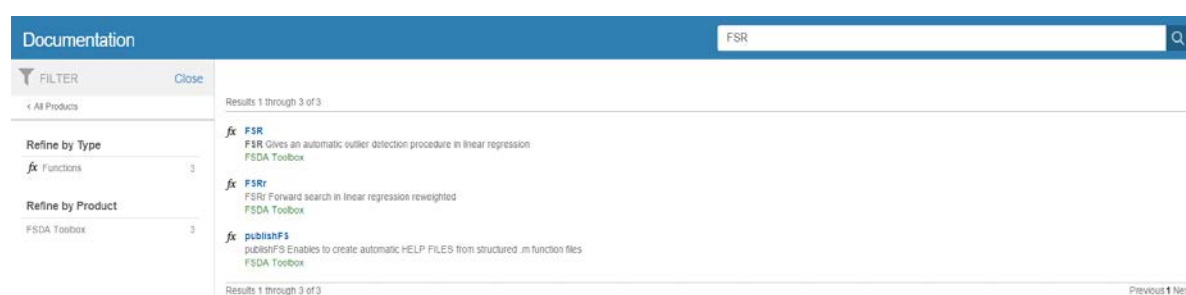 Documentation
FSR
FILTER Close
< All Products
Refine by Type
fx Functions 3
Refine by Product
FSDA Toolbox 3
Results 1 through 3 of 3
fx FSR
FSR Gives an automatic outlier detection procedure in linear regression
FSDA Toolbox
fx FSRr
FSRr Forward search in linear regression reweighted
FSDA Toolbox
fx publishFS
publishFS Enables to create automatic HELP FILES from structured .m function files
FSDA Toolbox
Results 1 through 3 of 3 Previous 1 Nex